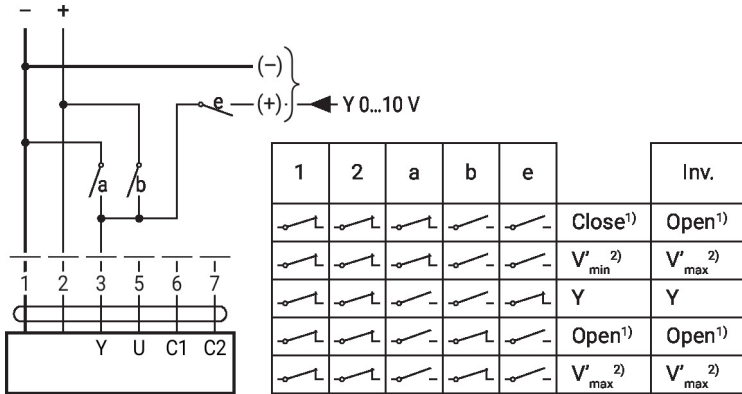 − +
(−)
e (+) Y 0...10 V
a b
1 2 3 5 6 7
Y U C1 C2
1 2 a b e Inv.
Close¹⁾ Open¹⁾
V'min²⁾ V'max²⁾
Y Y
Open¹⁾ Open¹⁾
V'max²⁾ V'max²⁾